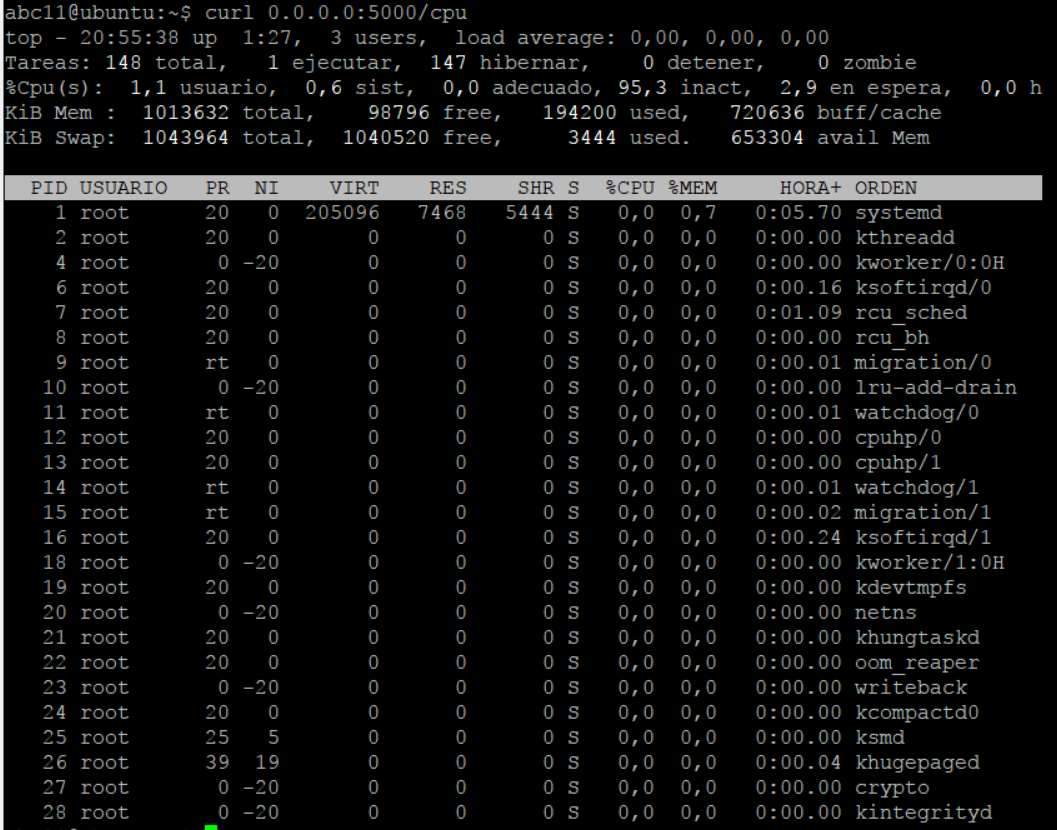 abc11@ubuntu:~$ curl 0.0.0.0:5000/cpu
top - 20:55:38 up  1:27,  3 users,  load average: 0,00, 0,00, 0,00
Tareas: 148 total,   1 ejecutar, 147 hibernar,    0 detener,    0 zombie
%Cpu(s):  1,1 usuario,  0,6 sist,  0,0 adecuado, 95,3 inact,  2,9 en espera,  0,0 h
KiB Mem :  1013632 total,    98796 free,   194200 used,   720636 buff/cache
KiB Swap:  1043964 total,  1040520 free,     3444 used.   653304 avail Mem
PID USUARIO   PR  NI    VIRT    RES    SHR S  %CPU %MEM     HORA+ ORDEN
1 root      20   0  205096   7468   5444 S   0,0  0,7   0:05.70 systemd
2 root      20   0       0      0      0 S   0,0  0,0   0:00.00 kthreadd
4 root       0 -20       0      0      0 S   0,0  0,0   0:00.00 kworker/0:0H
6 root      20   0       0      0      0 S   0,0  0,0   0:00.16 ksoftirqd/0
7 root      20   0       0      0      0 S   0,0  0,0   0:01.09 rcu_sched
8 root      20   0       0      0      0 S   0,0  0,0   0:00.00 rcu_bh
9 root      rt   0       0      0      0 S   0,0  0,0   0:00.01 migration/0
10 root       0 -20       0      0      0 S   0,0  0,0   0:00.00 lru-add-drain
11 root      rt   0       0      0      0 S   0,0  0,0   0:00.01 watchdog/0
12 root      20   0       0      0      0 S   0,0  0,0   0:00.00 cpuhp/0
13 root      20   0       0      0      0 S   0,0  0,0   0:00.00 cpuhp/1
14 root      rt   0       0      0      0 S   0,0  0,0   0:00.01 watchdog/1
15 root      rt   0       0      0      0 S   0,0  0,0   0:00.02 migration/1
16 root      20   0       0      0      0 S   0,0  0,0   0:00.24 ksoftirqd/1
18 root       0 -20       0      0      0 S   0,0  0,0   0:00.00 kworker/1:0H
19 root      20   0       0      0      0 S   0,0  0,0   0:00.00 kdevtmpfs
20 root       0 -20       0      0      0 S   0,0  0,0   0:00.00 netns
21 root      20   0       0      0      0 S   0,0  0,0   0:00.00 khungtaskd
22 root      20   0       0      0      0 S   0,0  0,0   0:00.00 oom_reaper
23 root       0 -20       0      0      0 S   0,0  0,0   0:00.00 writeback
24 root      20   0       0      0      0 S   0,0  0,0   0:00.00 kcompactd0
25 root      25   5       0      0      0 S   0,0  0,0   0:00.00 ksmd
26 root      39  19       0      0      0 S   0,0  0,0   0:00.04 khugepaged
27 root       0 -20       0      0      0 S   0,0  0,0   0:00.00 crypto
28 root       0 -20       0      0      0 S   0,0  0,0   0:00.00 kintegrityd